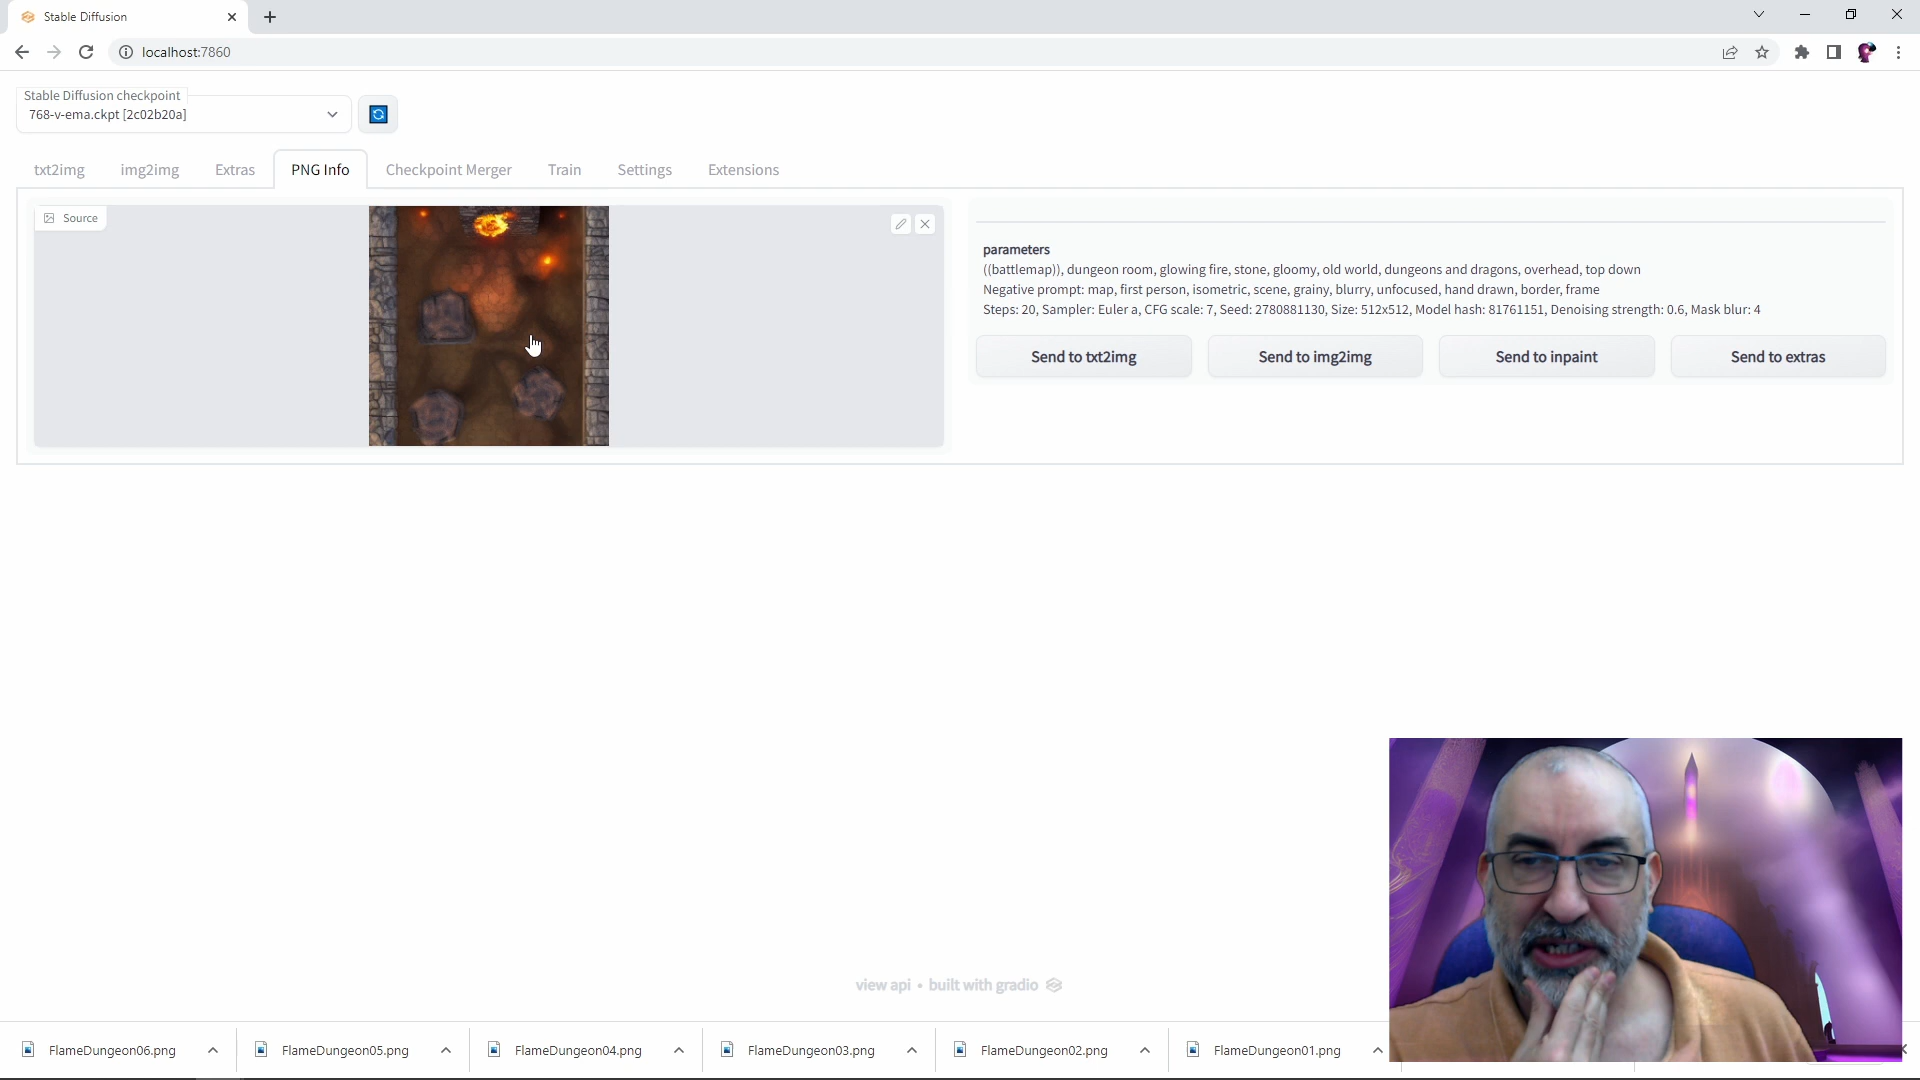 Stable Diffusion
localhost:7860
Stable Diffusion checkpoint
768-v-ema.ckpt [2c02b20a]
txt2img
img2img
Extras
PNG Info
Checkpoint Merger
Train
Settings
Extensions
Source
parameters
((battlemap)), dungeon room, glowing fire, stone, gloomy, old world, dungeons and dragons, overhead, top down
Negative prompt: map, first person, isometric, scene, grainy, blurry, unfocused, hand drawn, border, frame
Steps: 20, Sampler: Euler a, CFG scale: 7, Seed: 2780881130, Size: 512x512, Model hash: 81761151, Denoising strength: 0.6, Mask blur: 4
Send to txt2img
Send to img2img
Send to inpaint
Send to extras
view api • built with gradio
FlameDungeon06.png
FlameDungeon05.png
FlameDungeon04.png
FlameDungeon03.png
FlameDungeon02.png
FlameDungeon01.png